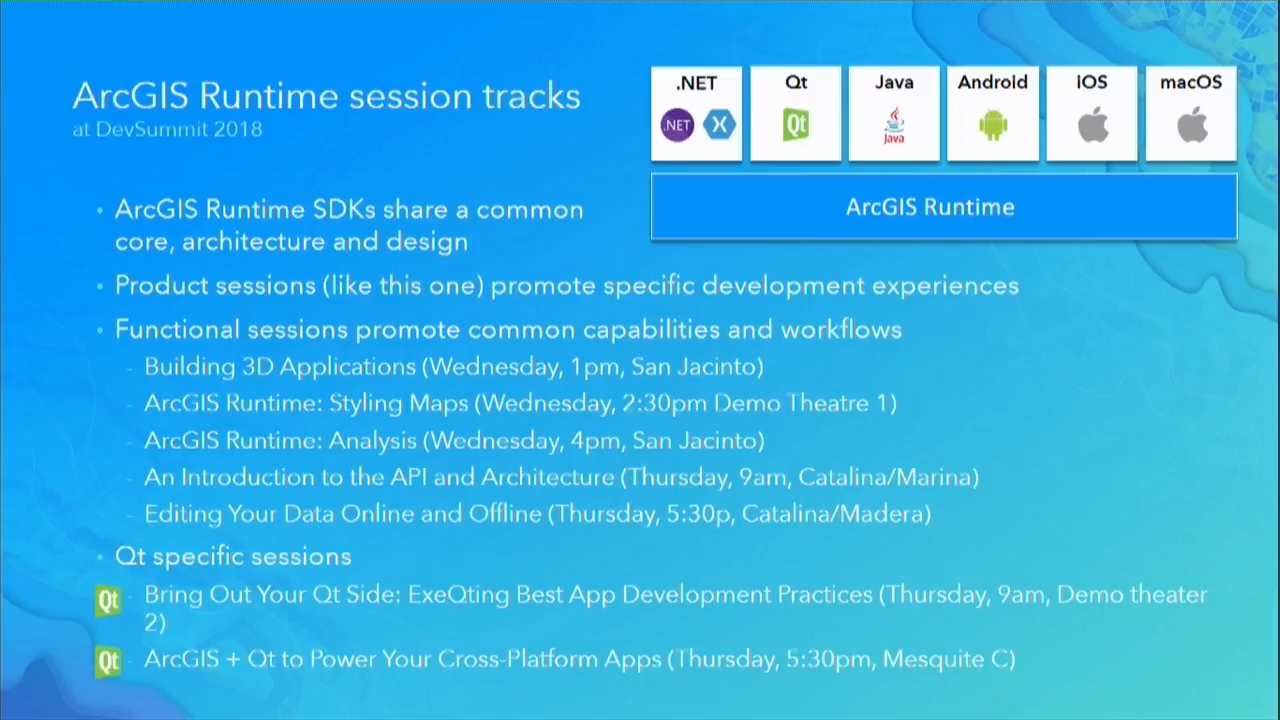 ArcGIS Runtime session tracks
at DevSummit 2018
.NET Qt Java Android iOS macOS
.NET Qt Java
ArcGIS Runtime
• ArcGIS Runtime SDKs share a common
core, architecture and design
• Product sessions (like this one) promote specific development experiences
• Functional sessions promote common capabilities and workflows
- Building 3D Applications (Wednesday, 1pm, San Jacinto)
- ArcGIS Runtime: Styling Maps (Wednesday, 2:30pm Demo Theatre 1)
- ArcGIS Runtime: Analysis (Wednesday, 4pm, San Jacinto)
- An Introduction to the API and Architecture (Thursday, 9am, Catalina/Marina)
- Editing Your Data Online and Offline (Thursday, 5:30p, Catalina/Madera)
• Qt specific sessions
Qt - Bring Out Your Qt Side: ExeQting Best App Development Practices (Thursday, 9am, Demo theater
2)
Qt - ArcGIS + Qt to Power Your Cross-Platform Apps (Thursday, 5:30pm, Mesquite C)